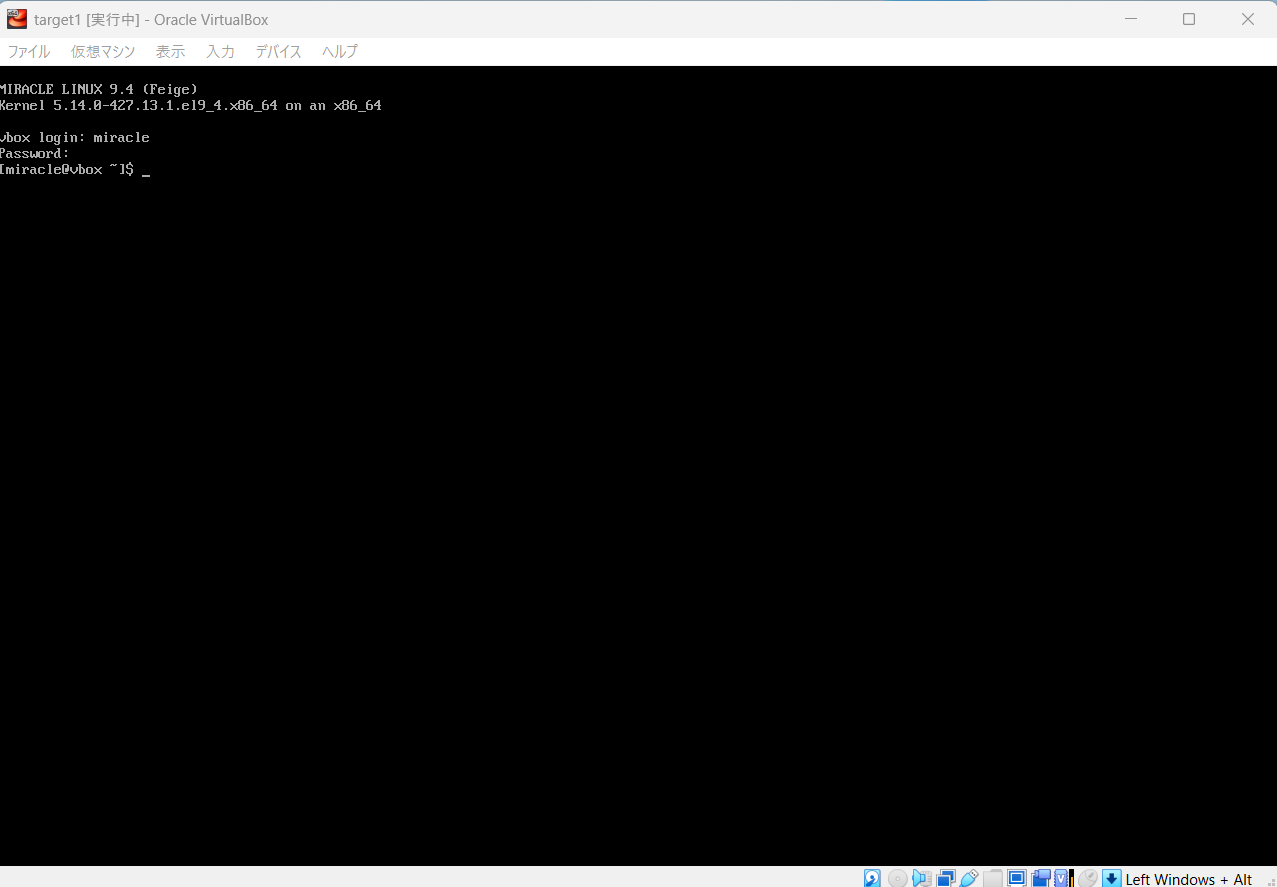 target1 [実行中] - Oracle VirtualBox
ファイル 仮想マシン 表示 入力 デバイス ヘルプ
MIRACLE LINUX 9.4 (Feige)
Kernel 5.14.0-427.13.1.el9_4.x86_64 on an x86_64
vbox login: miracle
Password:
[miracle@vbox ~]$ _
Left Windows + Alt